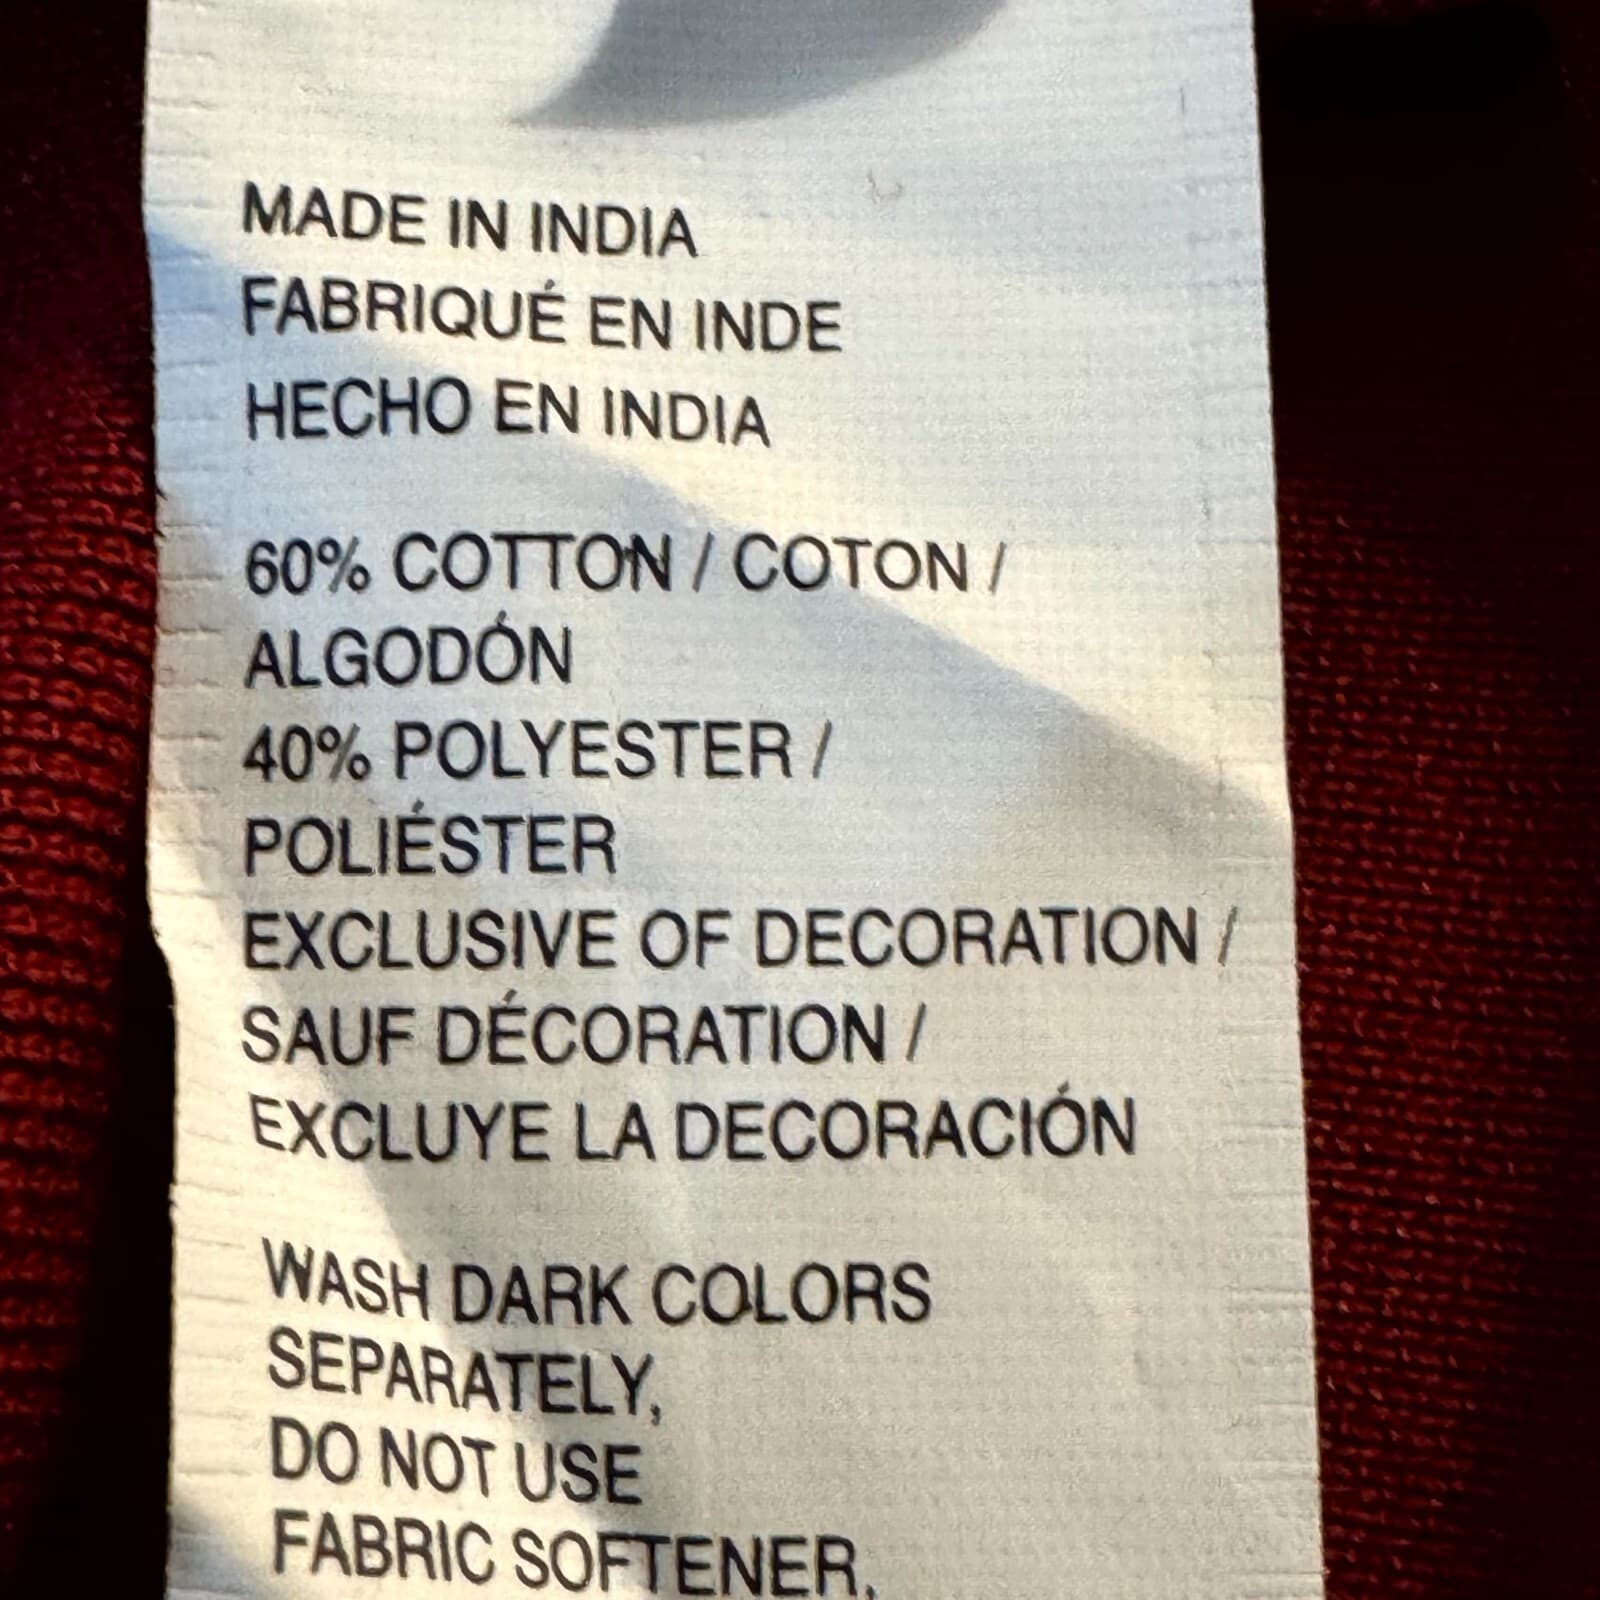 MADE IN INDIA
FABRIQUÉ EN INDE
HECHO EN INDIA
60% COTTON / COTON /
ALGODÓN
40% POLYESTER /
POLIÉSTER
EXCLUSIVE OF DECORATION /
SAUF DÉCORATION /
EXCLUYE LA DECORACIÓN
WASH DARK COLORS
SEPARATELY,
DO NOT USE
FABRIC SOFTENER,